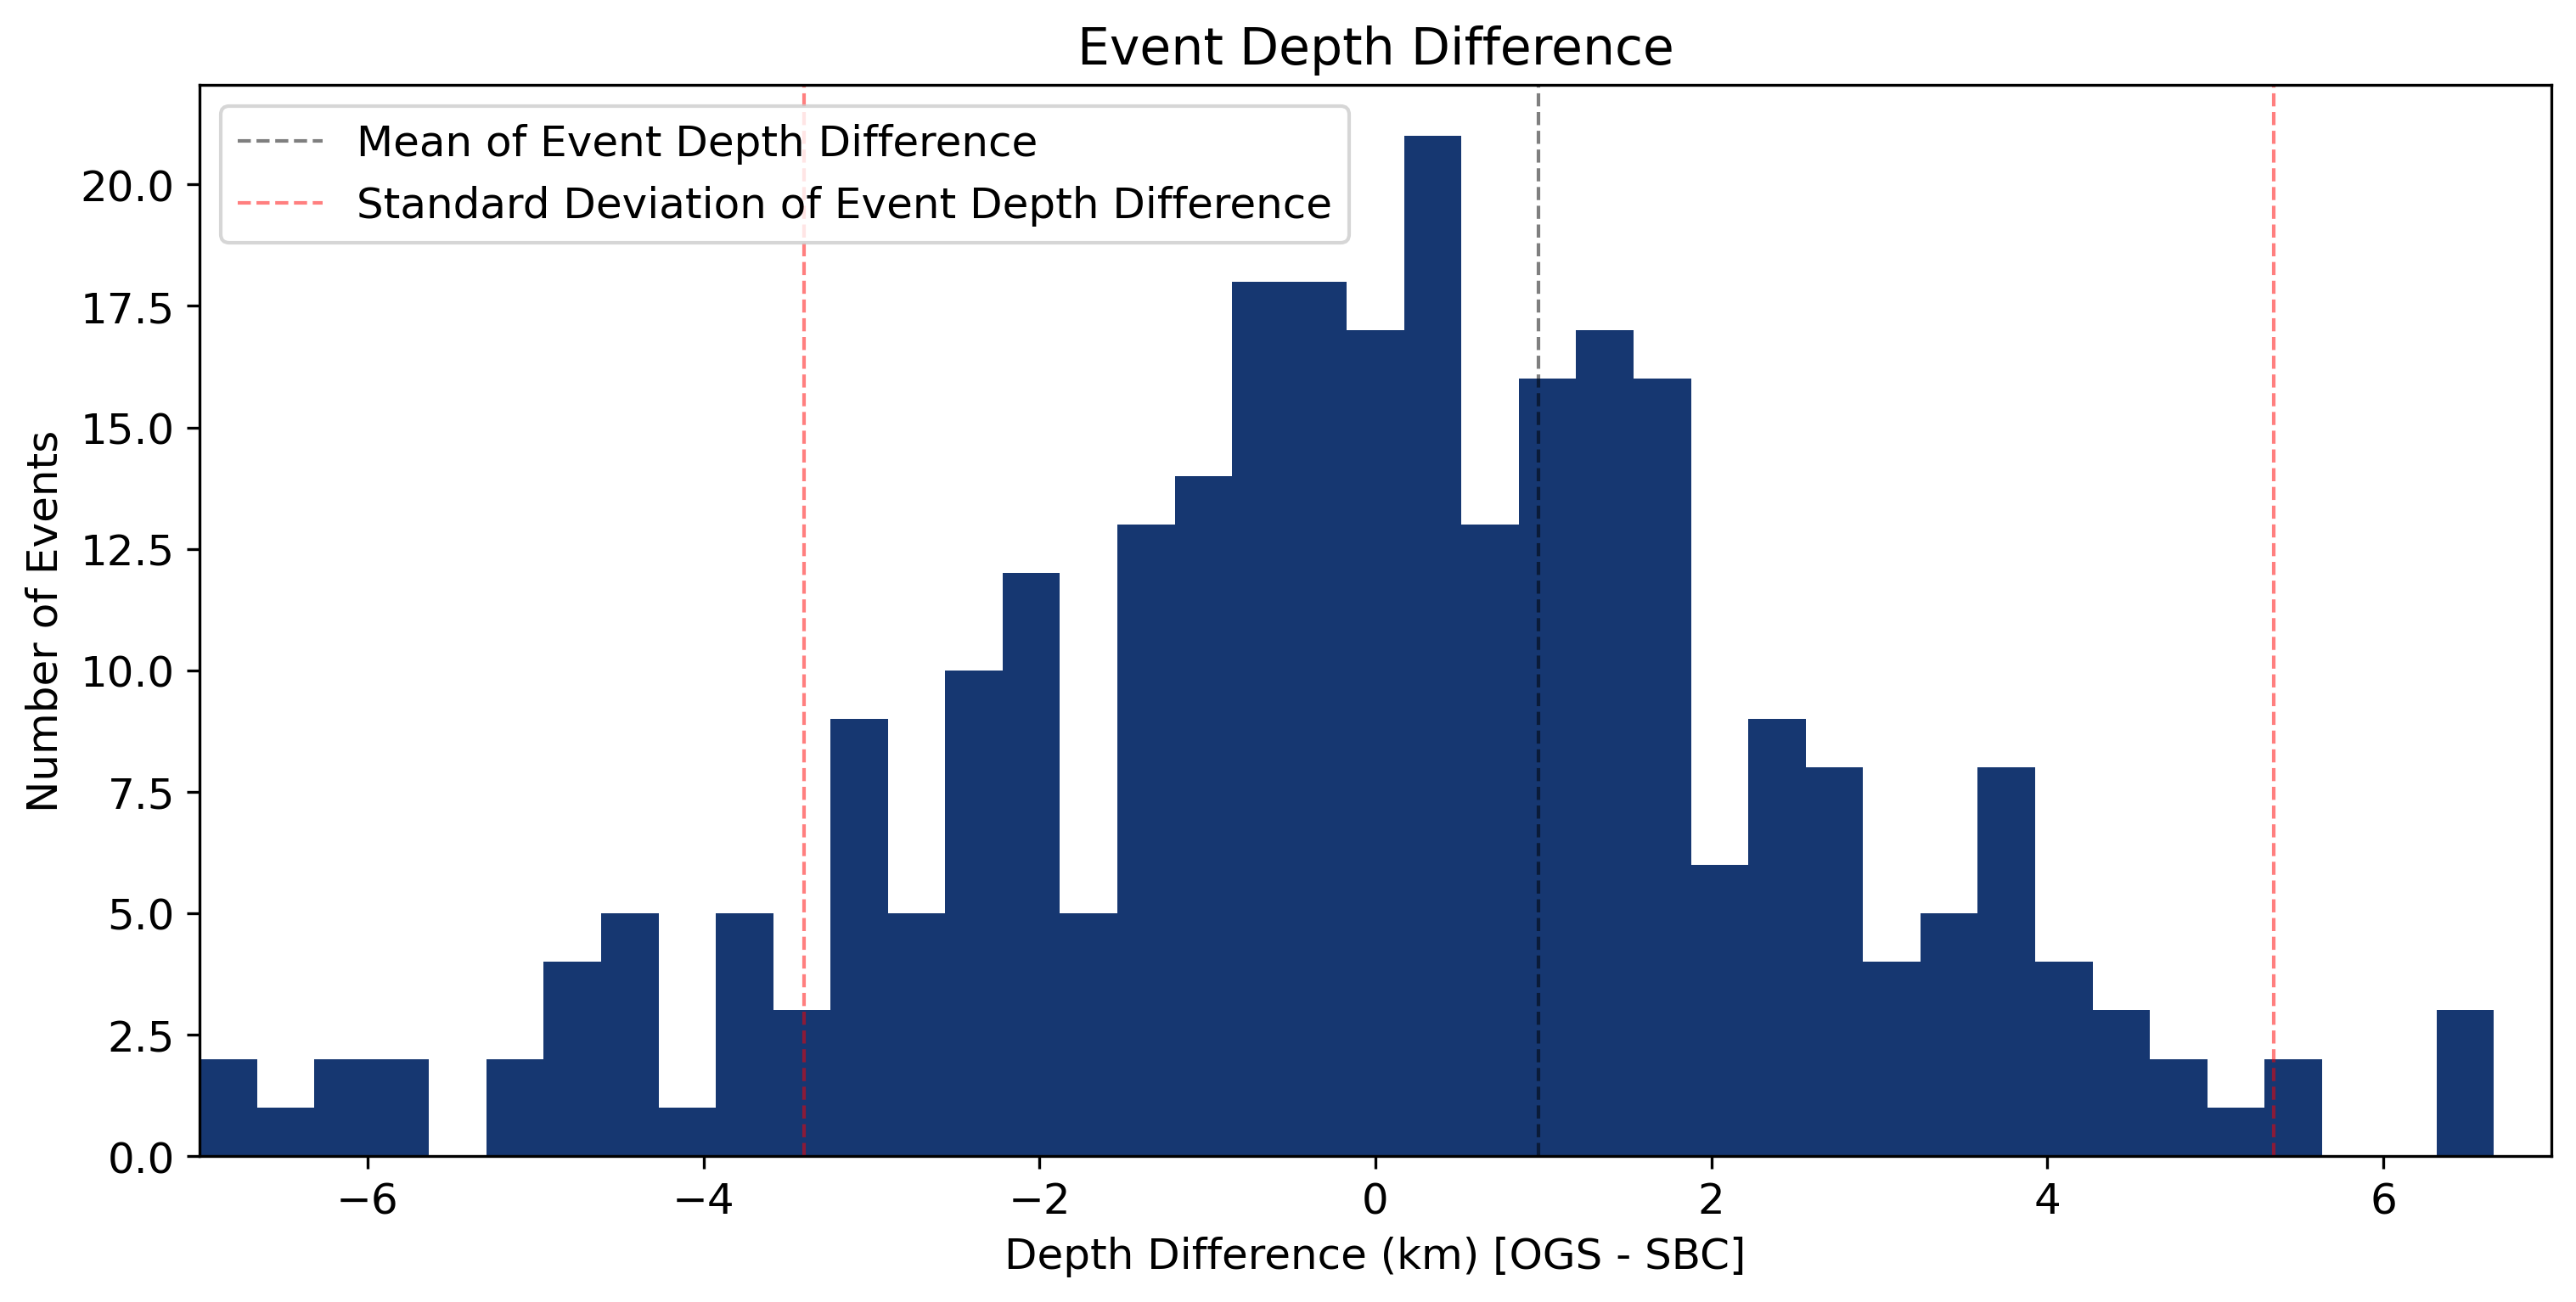 Event Depth Difference
Mean of Event Depth Difference
Standard Deviation of Event Depth Difference
Number of Events
20.0
17.5
15.0
12.5
10.0
7.5
5.0
2.5
0.0
−6 −4 −2 0 2 4 6
Depth Difference (km) [OGS - SBC]